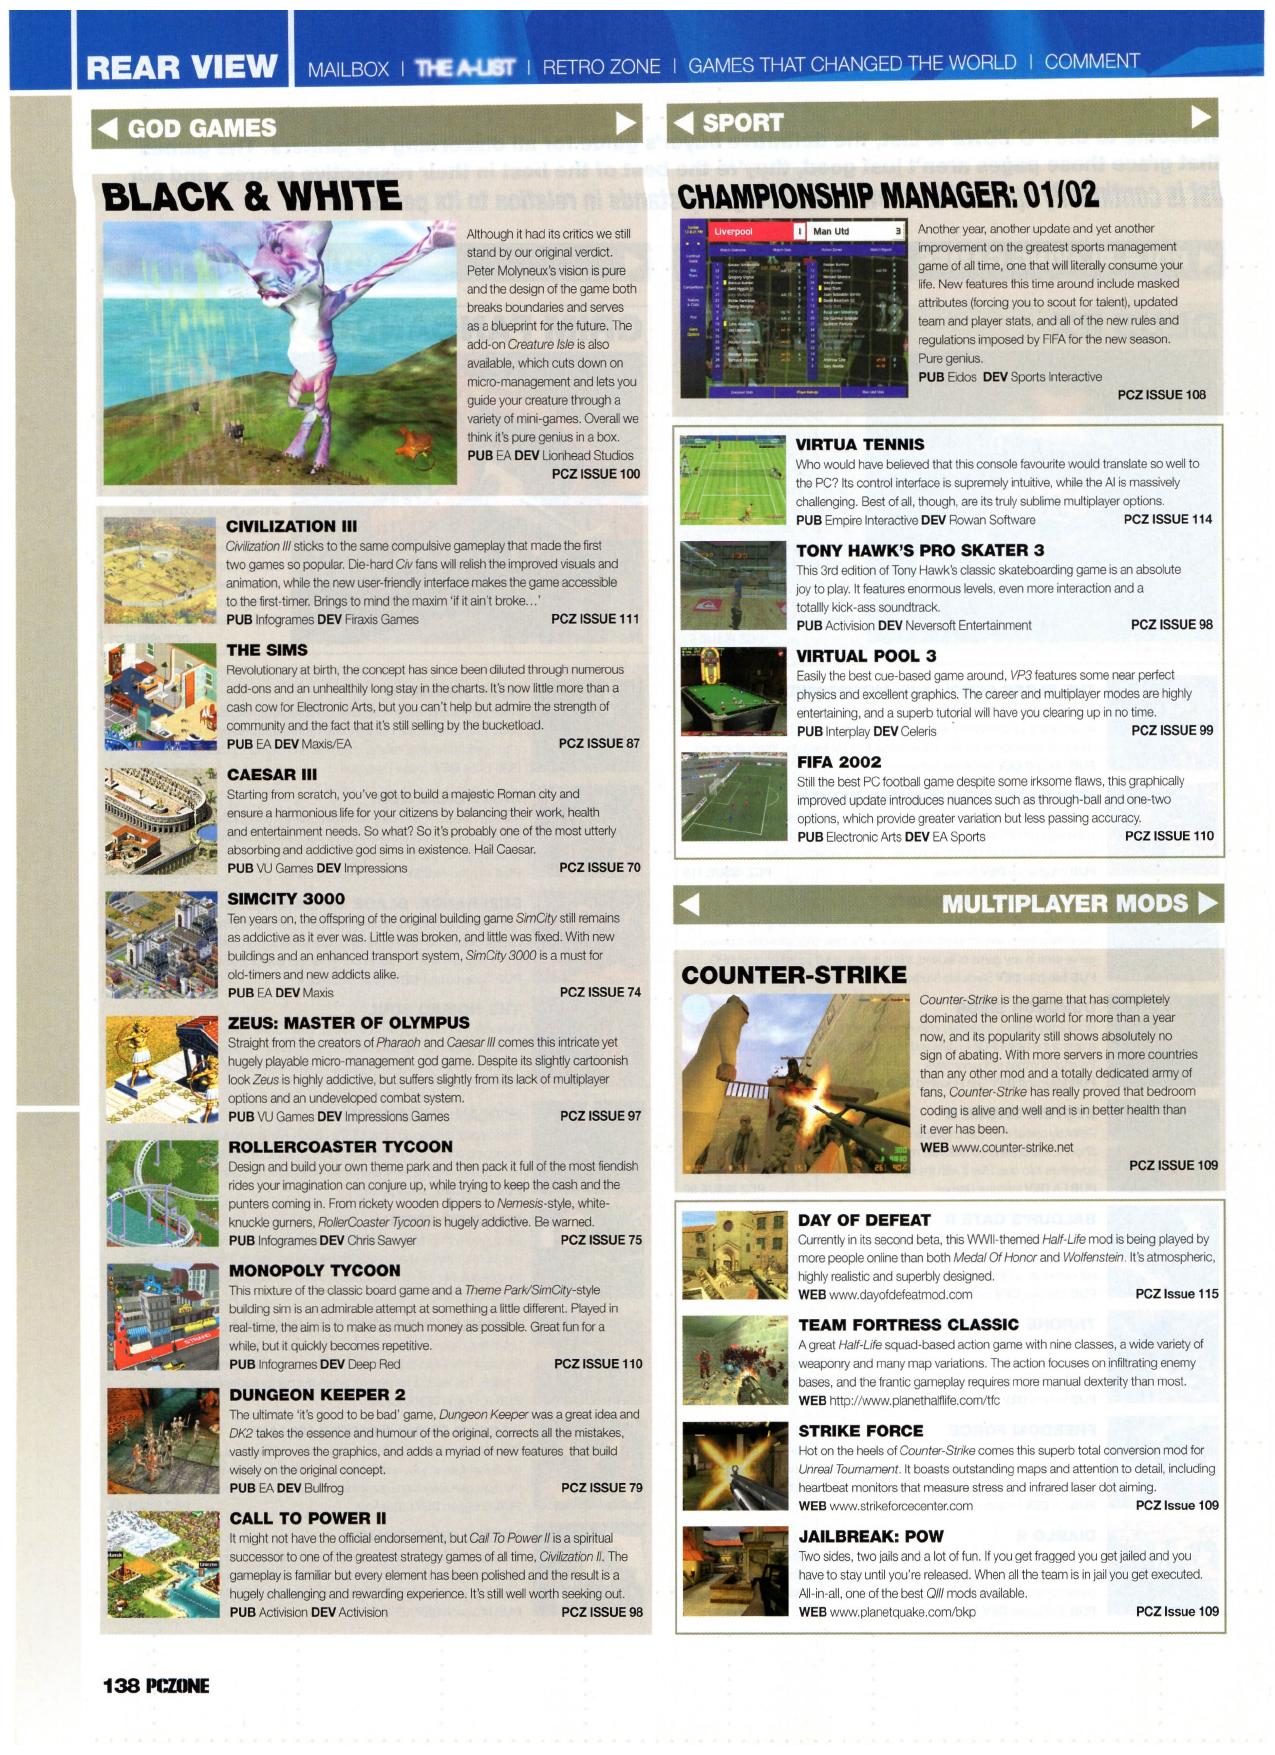 REAR VIEW
MAILBOX | THE A-LIST | RETRO ZONE | GAMES THAT CHANGED THE WORLD | COMMENT
GOD GAMES
BLACK & WHITE
Although it had its critics we still
stand by our original verdict.
Peter Molyneux's vision is pure
and the design of the game both
breaks boundaries and serves
as a blueprint for the future. The
add-on Creature Isle is also
available, which cuts down on
micro-management and lets you
guide your creature through a
variety of mini-games. Overall we
think it's pure genius in a box.
PUB EA DEV Lionhead Studios
PCZ ISSUE 100
CIVILIZATION III
Civilization III sticks to the same compulsive gameplay that made the first
two games so popular. Die-hard Civ fans will relish the improved visuals and
animation, while the new user-friendly interface makes the game accessible
to the first-timer. Brings to mind the maxim 'if it ain't broke...'
PUB Infogrames DEV Firaxis Games PCZ ISSUE 111
THE SIMS
Revolutionary at birth, the concept has since been diluted through numerous
add-ons and an unhealthily long stay in the charts. It's now little more than a
cash cow for Electronic Arts, but you can't help but admire the strength of
community and the fact that it's still selling by the bucketload.
PUB EA DEV Maxis/EA PCZ ISSUE 87
CAESAR III
Starting from scratch, you've got to build a majestic Roman city and
ensure a harmonious life for your citizens by balancing their work, health
and entertainment needs. So what? So it's probably one of the most utterly
absorbing and addictive god sims in existence. Hail Caesar.
PUB VU Games DEV Impressions PCZ ISSUE 70
SIMCITY 3000
Ten years on, the offspring of the original building game SimCity still remains
as addictive as it ever was. Little was broken, and little was fixed. With new
buildings and an enhanced transport system, SimCity 3000 is a must for
old-timers and new addicts alike.
PUB EA DEV Maxis PCZ ISSUE 74
ZEUS: MASTER OF OLYMPUS
Straight from the creators of Pharaoh and Caesar III comes this intricate yet
hugely playable micro-management god game. Despite its slightly cartoonish
look Zeus is highly addictive, but suffers slightly from its lack of multiplayer
options and an undeveloped combat system.
PUB VU Games DEV Impressions Games PCZ ISSUE 97
ROLLERCOASTER TYCOON
Design and build your own theme park and then pack it full of the most fiendish
rides your imagination can conjure up, while trying to keep the cash and the
punters coming in. From rickety wooden dippers to Nemesis-style, white-
knuckle gurners, RollerCoaster Tycoon is hugely addictive. Be warned.
PUB Infogrames DEV Chris Sawyer PCZ ISSUE 75
MONOPOLY TYCOON
This mixture of the classic board game and a Theme Park/SimCity-style
building sim is an admirable attempt at something a little different. Played in
real-time, the aim is to make as much money as possible. Great fun for a
while, but it quickly becomes repetitive.
PUB Infogrames DEV Deep Red PCZ ISSUE 110
DUNGEON KEEPER 2
The ultimate 'it's good to be bad' game, Dungeon Keeper was a great idea and
DK2 takes the essence and humour of the original, corrects all the mistakes,
vastly improves the graphics, and adds a myriad of new features that build
wisely on the original concept.
PUB EA DEV Bullfrog PCZ ISSUE 79
CALL TO POWER II
It might not have the official endorsement, but Call To Power II is a spiritual
successor to one of the greatest strategy games of all time, Civilization II. The
gameplay is familiar but every element has been polished and the result is a
hugely challenging and rewarding experience. It's still well worth seeking out.
PUB Activision DEV Activision PCZ ISSUE 98
SPORT
CHAMPIONSHIP MANAGER: 01/02
Liverpool 1 Man Utd 3
Another year, another update and yet another
improvement on the greatest sports management
game of all time, one that will literally consume your
life. New features this time around include masked
attributes (forcing you to scout for talent), updated
team and player stats, and all of the new rules and
regulations imposed by FIFA for the new season.
Pure genius.
PUB Eidos DEV Sports Interactive
PCZ ISSUE 108
VIRTUA TENNIS
Who would have believed that this console favourite would translate so well to
the PC? Its control interface is supremely intuitive, while the AI is massively
challenging. Best of all, though, are its truly sublime multiplayer options.
PUB Empire Interactive DEV Rowan Software PCZ ISSUE 114
TONY HAWK'S PRO SKATER 3
This 3rd edition of Tony Hawk's classic skateboarding game is an absolute
joy to play. It features enormous levels, even more interaction and a
totallly kick-ass soundtrack.
PUB Activision DEV Neversoft Entertainment PCZ ISSUE 98
VIRTUAL POOL 3
Easily the best cue-based game around, VP3 features some near perfect
physics and excellent graphics. The career and multiplayer modes are highly
entertaining, and a superb tutorial will have you clearing up in no time.
PUB Interplay DEV Celeris PCZ ISSUE 99
FIFA 2002
Still the best PC football game despite some irksome flaws, this graphically
improved update introduces nuances such as through-ball and one-two
options, which provide greater variation but less passing accuracy.
PUB Electronic Arts DEV EA Sports PCZ ISSUE 110
MULTIPLAYER MODS
COUNTER-STRIKE
Counter-Strike is the game that has completely
dominated the online world for more than a year
now, and its popularity still shows absolutely no
sign of abating. With more servers in more countries
than any other mod and a totally dedicated army of
fans, Counter-Strike has really proved that bedroom
coding is alive and well and is in better health than
it ever has been.
WEB www.counter-strike.net
PCZ ISSUE 109
DAY OF DEFEAT
Currently in its second beta, this WWII-themed Half-Life mod is being played by
more people online than both Medal Of Honor and Wolfenstein. It's atmospheric,
highly realistic and superbly designed.
WEB www.dayofdefeatmod.com PCZ Issue 115
TEAM FORTRESS CLASSIC
A great Half-Life squad-based action game with nine classes, a wide variety of
weaponry and many map variations. The action focuses on infiltrating enemy
bases, and the frantic gameplay requires more manual dexterity than most.
WEB http://www.planethalflife.com/tfc
STRIKE FORCE
Hot on the heels of Counter-Strike comes this superb total conversion mod for
Unreal Tournament. It boasts outstanding maps and attention to detail, including
heartbeat monitors that measure stress and infrared laser dot aiming.
WEB www.strikeforcecenter.com PCZ Issue 109
JAILBREAK: POW
Two sides, two jails and a lot of fun. If you get fragged you get jailed and you
have to stay until you're released. When all the team is in jail you get executed.
All-in-all, one of the best QIII mods available.
WEB www.planetquake.com/bkp PCZ Issue 109
138 PCZONE